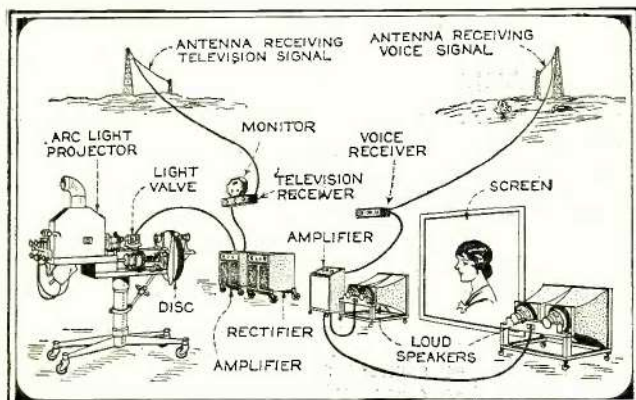 ANTENNA RECEIVING
TELEVISION SIGNAL
ANTENNA RECEIVING
VOICE SIGNAL
MONITOR
ARC LIGHT
PROJECTOR
LIGHT
VALVE
TELEVISION
RECEIVER
VOICE
RECEIVER
SCREEN
AMPLIFIER
DISC
RECTIFIER
AMPLIFIER
LOUD
SPEAKERS